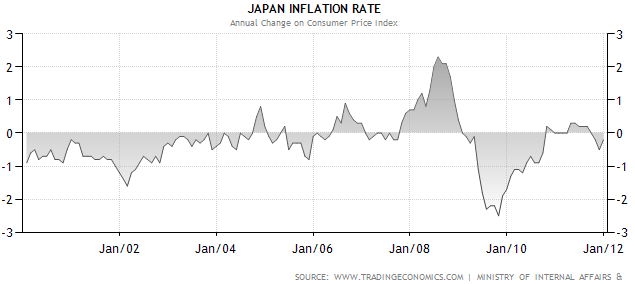 JAPAN INFLATION RATE
Annual Change on Consumer Price Index
3 3
2 2
1 1
0 0
-1 -1
-2 -2
-3 -3
Jan/02 Jan/04 Jan/06 Jan/08 Jan/10 Jan/12
SOURCE: WWW.TRADINGECONOMICS.COM | MINISTRY OF INTERNAL AFFAIRS &